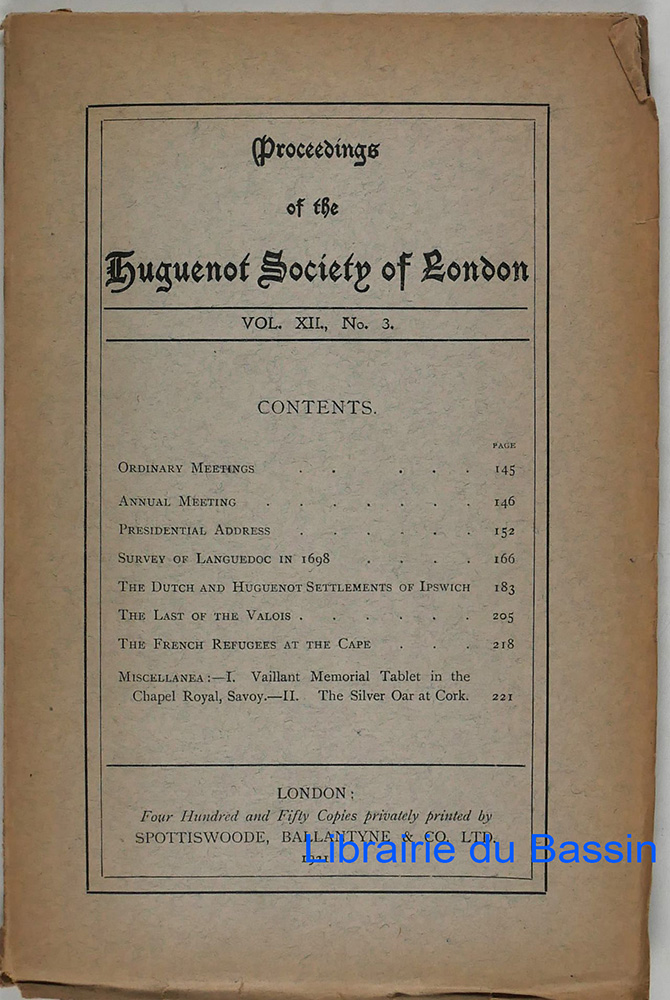 Proceedings
of the
Huguenot Society of London
VOL. XII., No. 3.
CONTENTS.
PAGE
ORDINARY MEETINGS . . . . . 145
ANNUAL MEETING . . . . . . . 146
PRESIDENTIAL ADDRESS . . . . . . 152
SURVEY OF LANGUEDOC IN 1698 . . . . 166
THE DUTCH AND HUGUENOT SETTLEMENTS OF IPSWICH 183
THE LAST OF THE VALOIS . . . . . . 205
THE FRENCH REFUGEES AT THE CAPE . . . 218
MISCELLANEA:—I. Vaillant Memorial Tablet in the
Chapel Royal, Savoy.—II. The Silver Oar at Cork. 221
LONDON:
Four Hundred and Fifty Copies privately printed by
SPOTTISWOODE, BALLANTYNE & CO. LTD.
1921
Librairie du Bassin